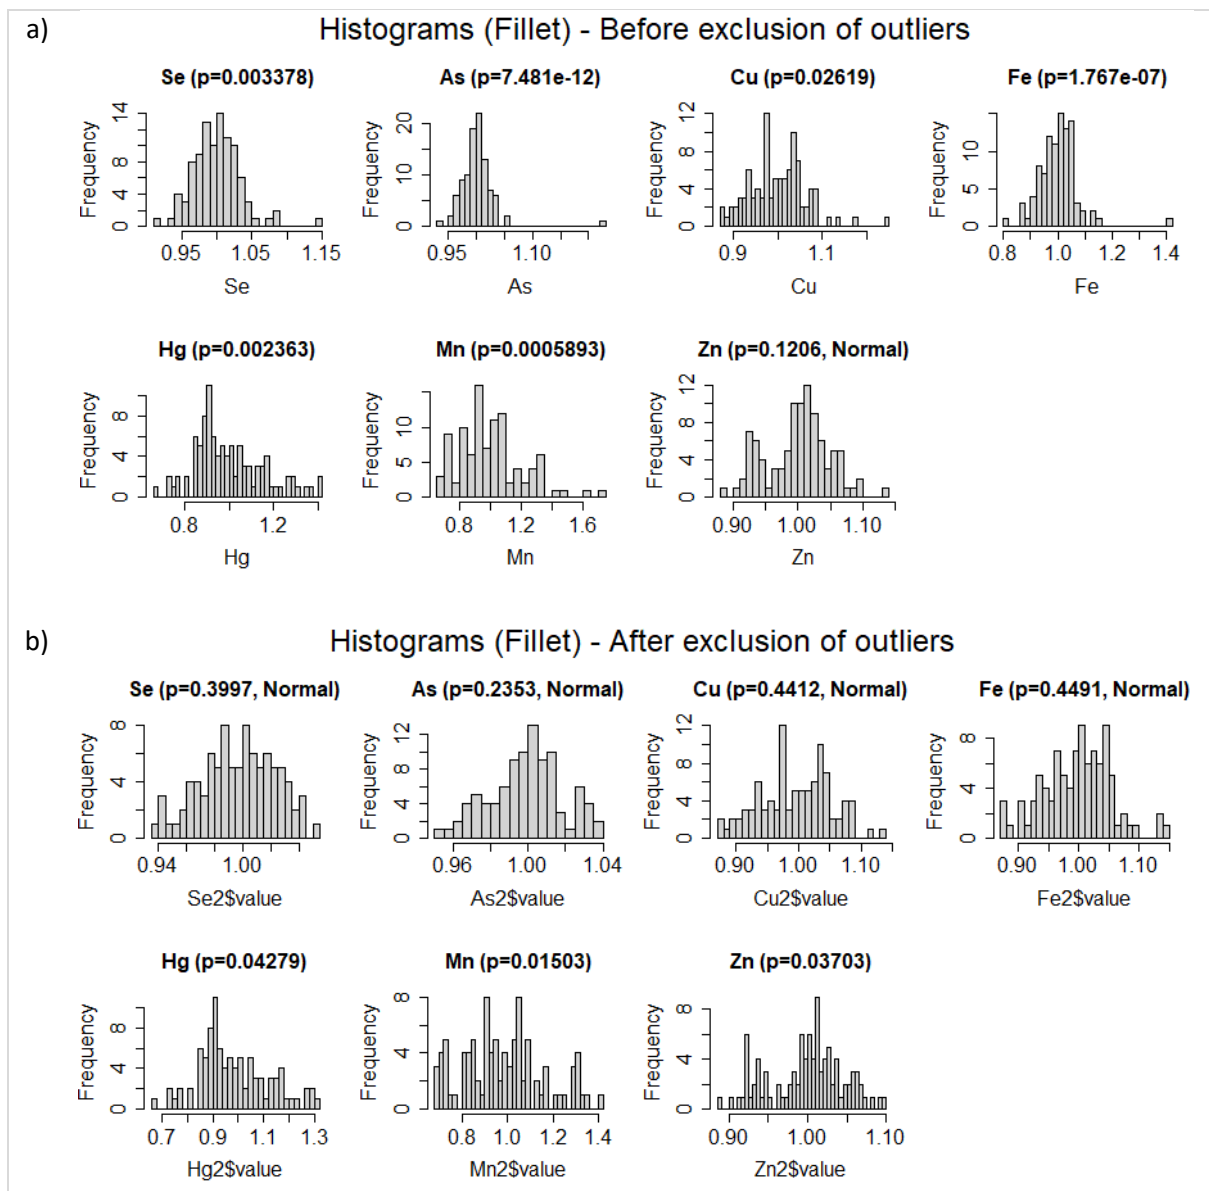 a)
Histograms (Fillet) - Before exclusion of outliers
Se (p=0.003378)
Frequency
0 4 8 14
0.95 1.05 1.15
Se
As (p=7.481e-12)
Frequency
0 5 10 20
0.95 1.10
As
Cu (p=0.02619)
Frequency
0 4 8 12
0.9 1.1
Cu
Fe (p=1.767e-07)
Frequency
0 5 10
0.8 1.0 1.2 1.4
Fe
Hg (p=0.002363)
Frequency
0 4 8
0.8 1.2
Hg
Mn (p=0.0005893)
Frequency
0 5 10
0.8 1.2 1.6
Mn
Zn (p=0.1206, Normal)
Frequency
0 4 8 12
0.90 1.00 1.10
Zn
b)
Histograms (Fillet) - After exclusion of outliers
Se (p=0.3997, Normal)
Frequency
0 4 8
0.94 1.00
Se2$value
As (p=0.2353, Normal)
Frequency
0 4 8 12
0.96 1.00 1.04
As2$value
Cu (p=0.4412, Normal)
Frequency
0 4 8 12
0.90 1.00 1.10
Cu2$value
Fe (p=0.4491, Normal)
Frequency
0 4 8
0.90 1.00 1.10
Fe2$value
Hg (p=0.04279)
Frequency
0 4 8
0.7 0.9 1.1 1.3
Hg2$value
Mn (p=0.01503)
Frequency
0 4 8
0.8 1.0 1.2 1.4
Mn2$value
Zn (p=0.03703)
Frequency
0 4 8
0.90 1.00 1.10
Zn2$value